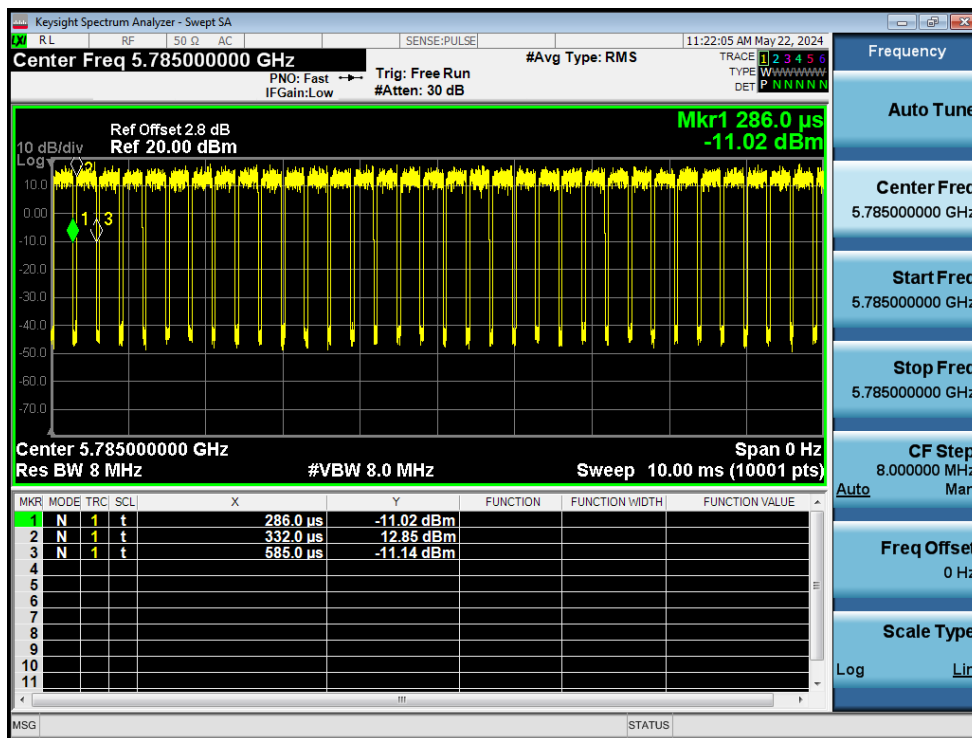 Keysight Spectrum Analyzer - Swept SA
LXI RL RF 50 Ω AC SENSE:PULSE 11:22:05 AM May 22, 2024
Center Freq 5.785000000 GHz #Avg Type: RMS TRACE 1 2 3 4 5 6
PNO: Fast Trig: Free Run TYPE WWWWWWW
IFGain:Low #Atten: 30 dB DET P N N N N N
Mkr1 286.0 µs
Ref Offset 2.8 dB
-11.02 dBm
10 dB/div Ref 20.00 dBm
Log
2
10.0
0.00
1 3
-10.0
-20.0
-30.0
-40.0
-50.0
-60.0
-70.0
Center 5.785000000 GHz Span 0 Hz
Res BW 8 MHz #VBW 8.0 MHz Sweep 10.00 ms (10001 pts)
MKR MODE TRC SCL X Y FUNCTION FUNCTION WIDTH FUNCTION VALUE
1 N 1 t 286.0 µs -11.02 dBm
2 N 1 t 332.0 µs 12.85 dBm
3 N 1 t 585.0 µs -11.14 dBm
4
5
6
7
8
9
10
11
MSG STATUS
Frequency
Auto Tune
Center Freq
5.785000000 GHz
Start Freq
5.785000000 GHz
Stop Freq
5.785000000 GHz
CF Step
8.000000 MHz
Auto Man
Freq Offset
0 Hz
Scale Type
Log Lin